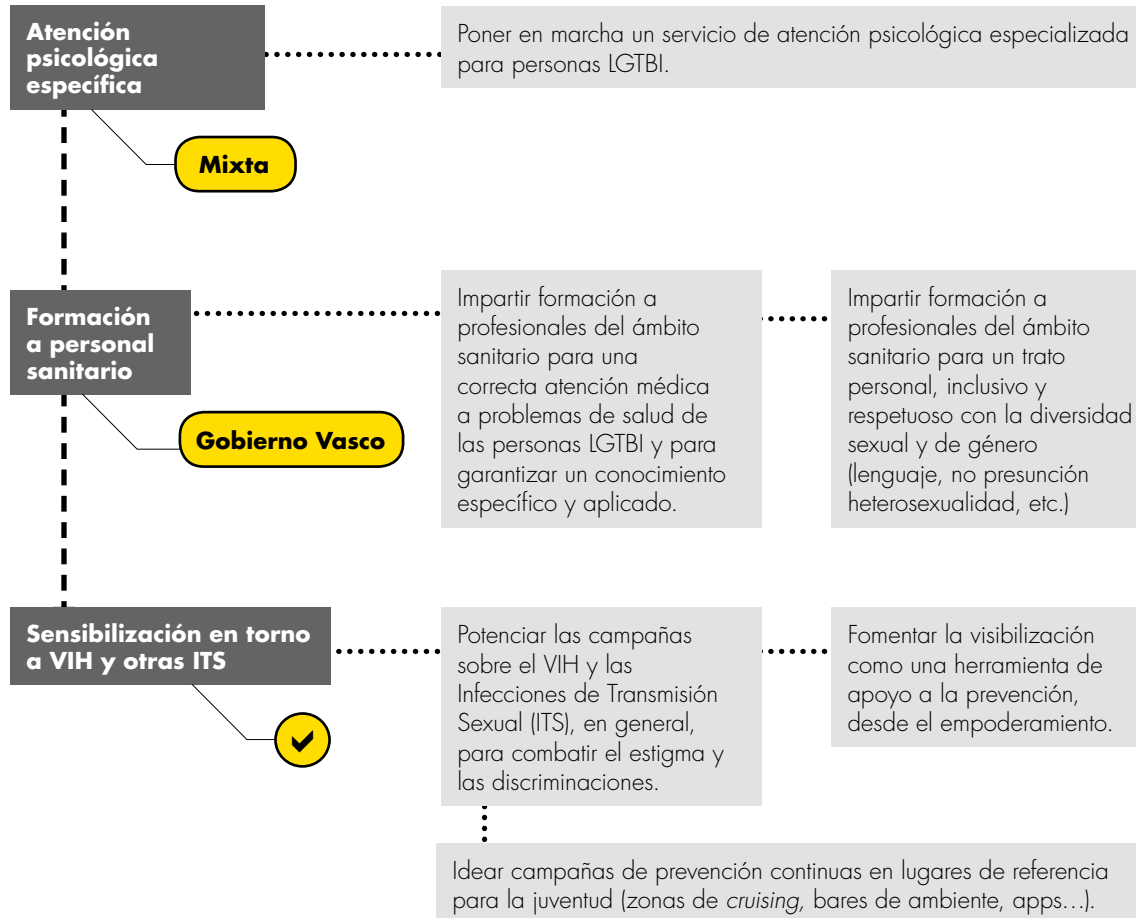 Atención
psicológica
específica
Poner en marcha un servicio de atención psicológica especializada
para personas LGTBI.
Mixta
Formación
a personal
sanitario
Gobierno Vasco
Impartir formación a
profesionales del ámbito
sanitario para una
correcta atención médica
a problemas de salud de
las personas LGTBI y para
garantizar un conocimiento
específico y aplicado.
Impartir formación a
profesionales del ámbito
sanitario para un trato
personal, inclusivo y
respetuoso con la diversidad
sexual y de género
(lenguaje, no presunción
heterosexualidad, etc.)
Sensibilización en torno
a VIH y otras ITS
Potenciar las campañas
sobre el VIH y las
Infecciones de Transmisión
Sexual (ITS), en general,
para combatir el estigma y
las discriminaciones.
Fomentar la visibilización
como una herramienta de
apoyo a la prevención,
desde el empoderamiento.
Idear campañas de prevención continuas en lugares de referencia
para la juventud (zonas de cruising, bares de ambiente, apps…).